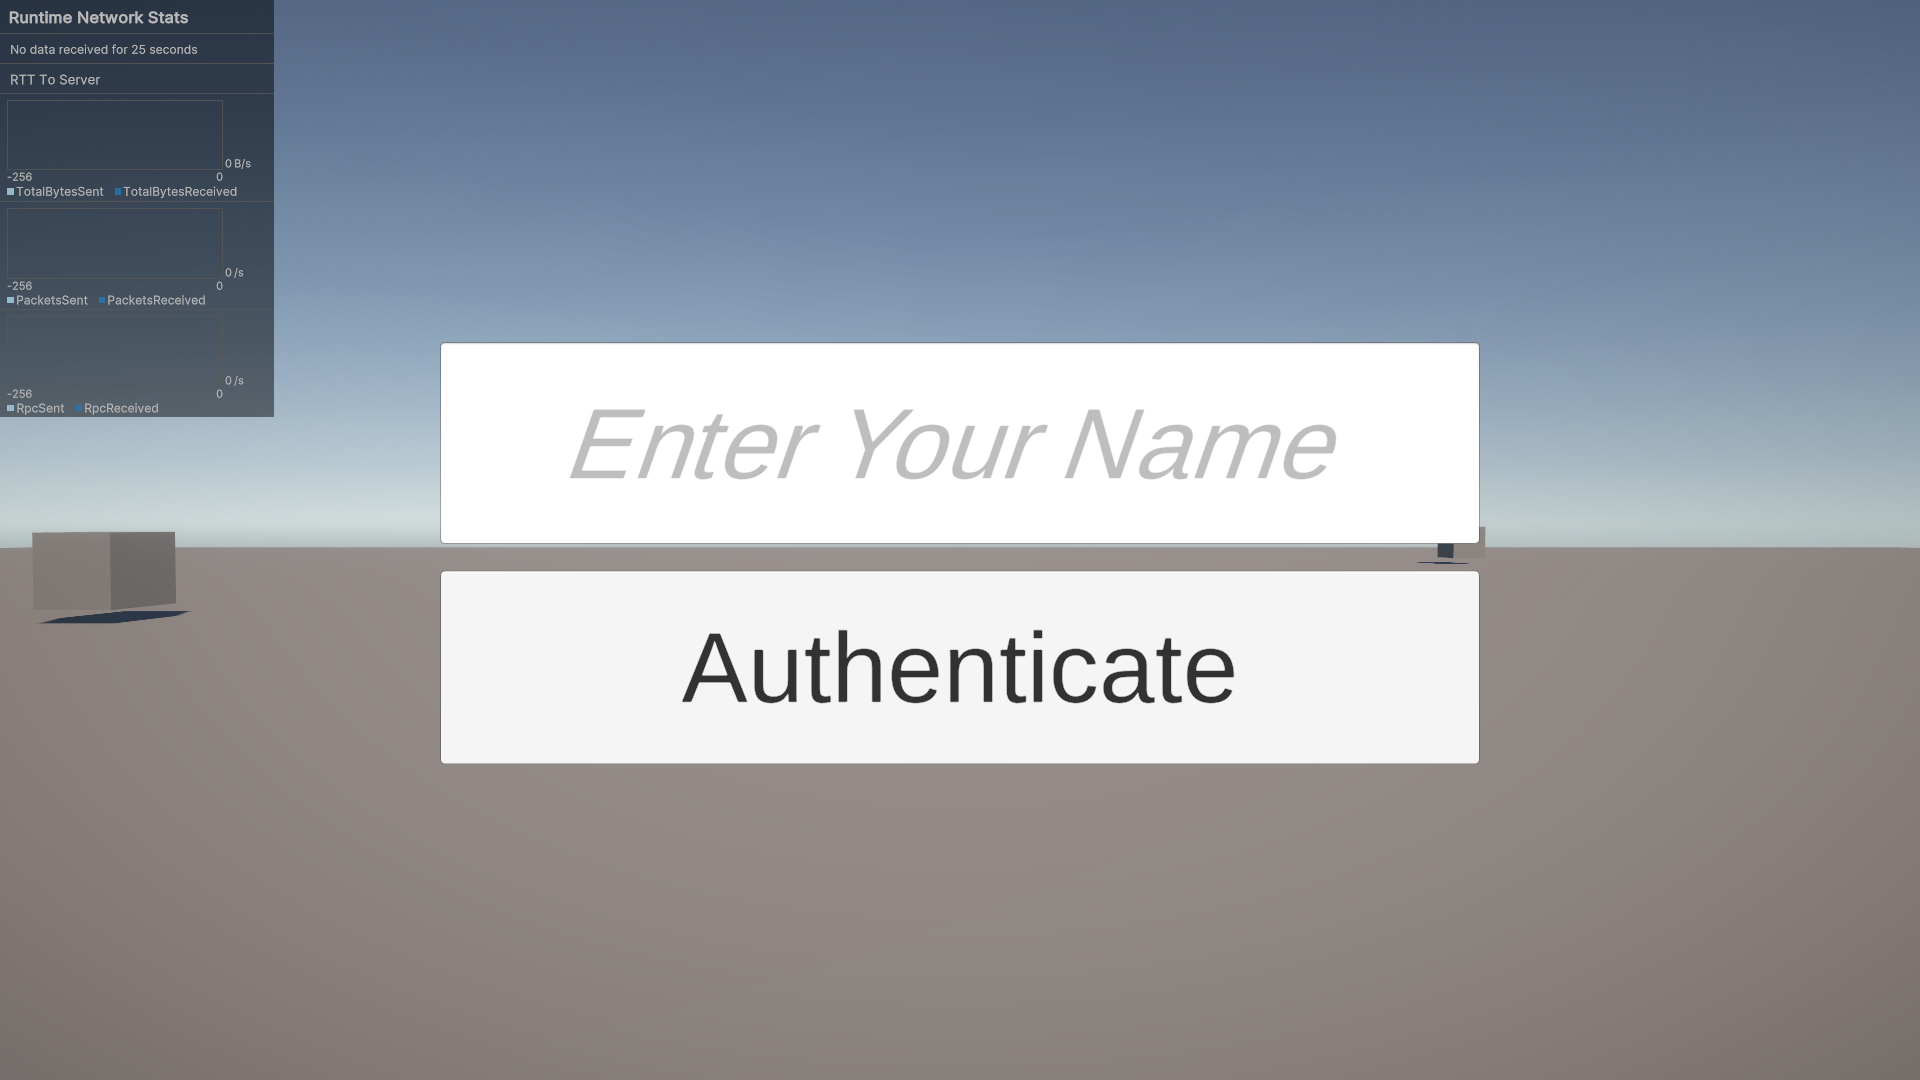 Runtime Network Stats
No data received for 25 seconds
RTT To Server
0 B/s
-256 0
TotalBytesSent TotalBytesReceived
0 /s
-256 0
PacketsSent PacketsReceived
0 /s
-256 0
RpcSent RpcReceived
Enter Your Name
Authenticate